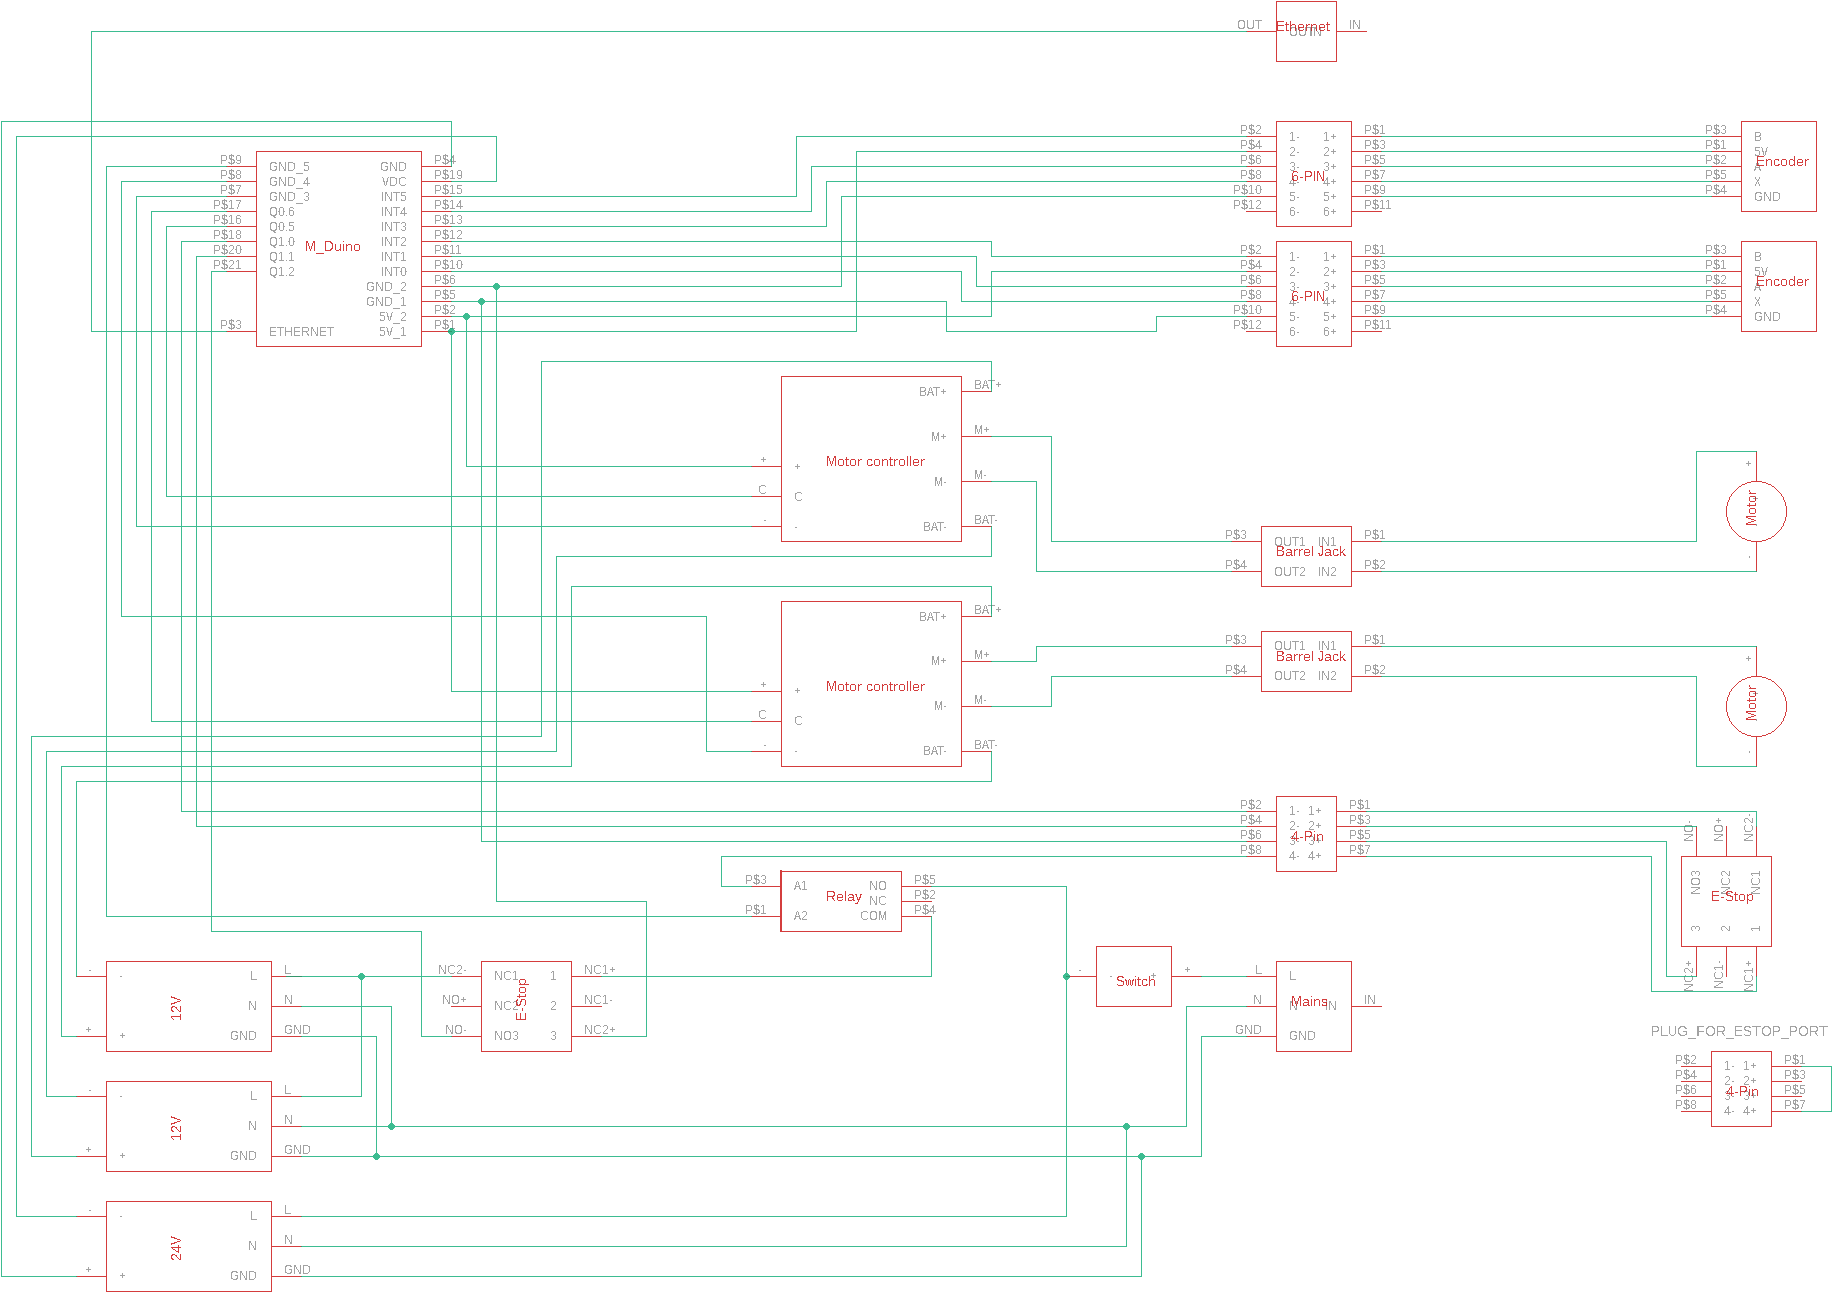 OUT Ethernet IN
OUTIN
P$9 GND_5 GND P$4
P$8 GND_4 VDC P$19
P$7 GND_3 INT5 P$15
P$17 Q0.6 INT4 P$14
P$16 Q0.5 INT3 P$13
P$18 Q1.0 INT2 P$12
P$20 Q1.1 INT1 P$11
P$21 Q1.2 INT0 P$10
M_Duino
GND_2 P$6
GND_1 P$5
5V_2 P$2
P$3 ETHERNET 5V_1 P$1
P$2 1- 1+ P$1
P$4 2- 2+ P$3
P$6 3- 3+ P$5
6-PIN
P$8 4- 4+ P$7
P$10 5- 5+ P$9
P$12 6- 6+ P$11
P$3 B
P$1 5V
Encoder
P$2 A
P$5 X
P$4 GND
P$2 1- 1+ P$1
P$4 2- 2+ P$3
P$6 3- 3+ P$5
6-PIN
P$8 4- 4+ P$7
P$10 5- 5+ P$9
P$12 6- 6+ P$11
P$3 B
P$1 5V
Encoder
P$2 A
P$5 X
P$4 GND
BAT+ BAT+
M+ M+
Motor controller
+ +
M- M-
C C
- - BAT- BAT-
P$3 OUT1 IN1 P$1
Barrel Jack
P$4 OUT2 IN2 P$2
+
Motor
-
BAT+ BAT+
M+ M+
Motor controller
+ +
M- M-
C C
- - BAT- BAT-
P$3 OUT1 IN1 P$1
Barrel Jack
P$4 OUT2 IN2 P$2
+
Motor
-
P$2 1- 1+ P$1
P$4 2- 2+ P$3
4-Pin
P$6 3- 3+ P$5
P$8 4- 4+ P$7
NO- NO+ NC2-
NO3 NC2 NC1
E-Stop
3 2 1
NC2+ NC1- NC1+
P$3 A1 NO P$5
Relay NC P$2
P$1 A2 COM P$4
- - L L
12V
N
GND GND
+ +
NC2- NC1 1 NC1+
NO+ NC2 2 NC1-
E-Stop
NO- NO3 3 NC2+
- - Switch + +
L L
N N Mains IN IN
GND GND
- - L L
12V
N N
+ + GND GND
- - L L
24V
N N
+ + GND GND
PLUG_FOR_ESTOP_PORT
P$2 1- 1+ P$1
P$4 2- 2+ P$3
4-Pin
P$6 3- 3+ P$5
P$8 4- 4+ P$7